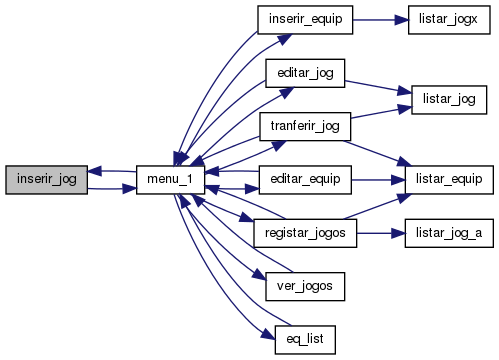 inserir_equip
listar_jogx
editar_jog
listar_jog
tranferir_jog
inserir_jog
menu_1
editar_equip
listar_equip
registar_jogos
listar_jog_a
ver_jogos
eq_list